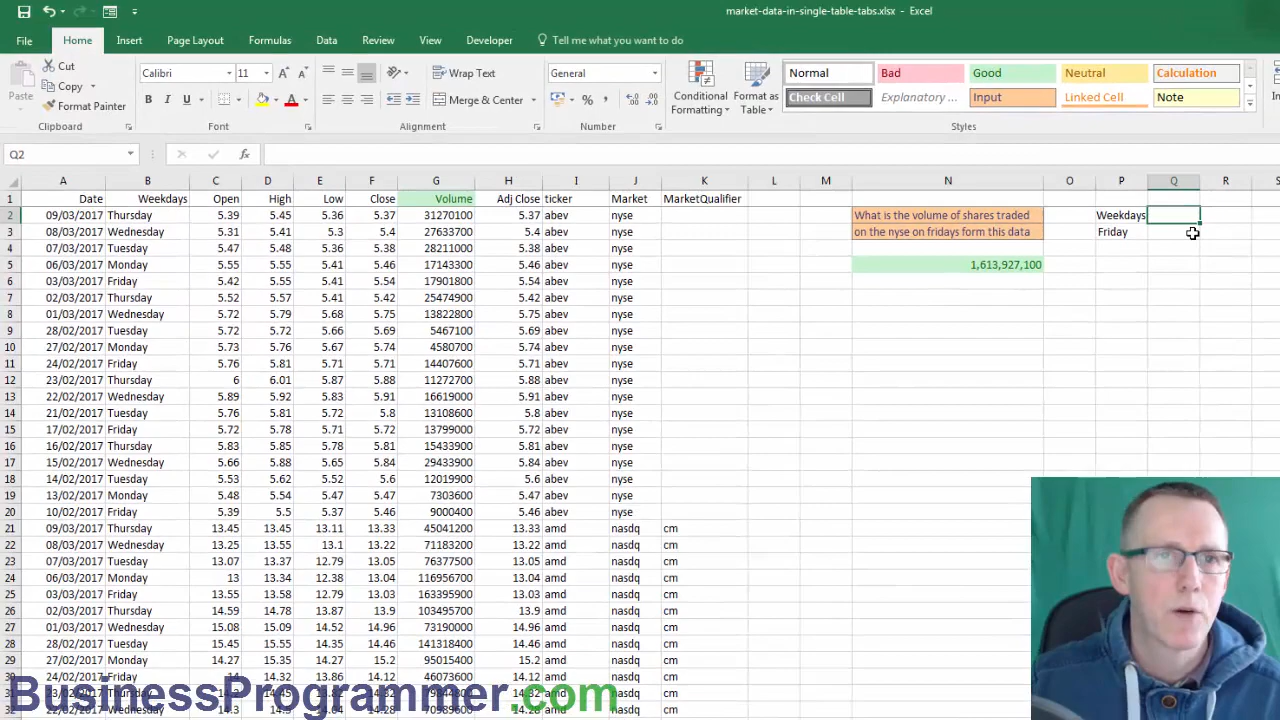 market-data-in-single-table-tabs.xlsx - Excel
File Home Insert Page Layout Formulas Data Review View Developer Tell me what you want to do
Cut
Copy
Format Painter
Paste
Clipboard
Calibri 11
B I U
Font
Wrap Text
Merge & Center
Alignment
General
Number
Conditional Formatting
Format as Table
Normal Bad Good Neutral Calculation
Check Cell Explanatory ... Input Linked Cell Note
Styles
Q2
A B C D E F G H I J K L M N O P Q R S
1 Date Weekdays Open High Low Close Volume Adj Close ticker Market MarketQualifier
2 09/03/2017 Thursday 5.39 5.45 5.36 5.37 31270100 5.37 abev nyse What is the volume of shares traded Weekdays
3 08/03/2017 Wednesday 5.31 5.41 5.3 5.4 27633700 5.4 abev nyse on the nyse on fridays form this data Friday
4 07/03/2017 Tuesday 5.47 5.48 5.36 5.38 28211000 5.38 abev nyse
5 06/03/2017 Monday 5.55 5.55 5.41 5.46 17143300 5.46 abev nyse 1,613,927,100
6 03/03/2017 Friday 5.42 5.55 5.41 5.54 17901800 5.54 abev nyse
7 02/03/2017 Thursday 5.52 5.57 5.41 5.42 25474900 5.42 abev nyse
8 01/03/2017 Wednesday 5.72 5.79 5.68 5.75 13822800 5.75 abev nyse
9 28/02/2017 Tuesday 5.72 5.72 5.66 5.69 5467100 5.69 abev nyse
10 27/02/2017 Monday 5.73 5.76 5.67 5.74 4580700 5.74 abev nyse
11 24/02/2017 Friday 5.76 5.81 5.71 5.71 14407600 5.71 abev nyse
12 23/02/2017 Thursday 6 6.01 5.87 5.88 11272700 5.88 abev nyse
13 22/02/2017 Wednesday 5.89 5.92 5.83 5.91 16619000 5.91 abev nyse
14 21/02/2017 Tuesday 5.76 5.81 5.72 5.8 13108600 5.8 abev nyse
15 17/02/2017 Friday 5.72 5.78 5.71 5.72 13799000 5.72 abev nyse
16 16/02/2017 Thursday 5.83 5.85 5.78 5.81 15433900 5.81 abev nyse
17 15/02/2017 Wednesday 5.66 5.88 5.65 5.84 29433900 5.84 abev nyse
18 14/02/2017 Tuesday 5.53 5.62 5.52 5.6 12019900 5.6 abev nyse
19 13/02/2017 Monday 5.48 5.54 5.47 5.47 7303600 5.47 abev nyse
20 10/02/2017 Friday 5.39 5.5 5.37 5.46 9000400 5.46 abev nyse
21 09/03/2017 Thursday 13.45 13.45 13.11 13.33 45041200 13.33 amd nasdq cm
22 08/03/2017 Wednesday 13.25 13.55 13.1 13.22 71183200 13.22 amd nasdq cm
23 07/03/2017 Tuesday 13.07 13.37 12.79 13.05 76377500 13.05 amd nasdq cm
24 06/03/2017 Monday 13 13.34 12.38 13.04 116956700 13.04 amd nasdq cm
25 03/03/2017 Friday 13.55 13.58 12.79 13.03 163395900 13.03 amd nasdq cm
26 02/03/2017 Thursday 14.59 14.78 13.87 13.9 103495700 13.9 amd nasdq cm
27 01/03/2017 Wednesday 15.08 15.09 14.52 14.96 73190000 14.96 amd nasdq cm
28 28/02/2017 Tuesday 15.45 15.55 14.35 14.46 141318400 14.46 amd nasdq cm
29 27/02/2017 Monday 14.27 15.35 14.27 15.2 95015400 15.2 amd nasdq cm
30 24/02/2017 Friday 14 14.32 13.86 14.12 46073400 14.12 amd nasdq cm
BusinessProgrammer.com